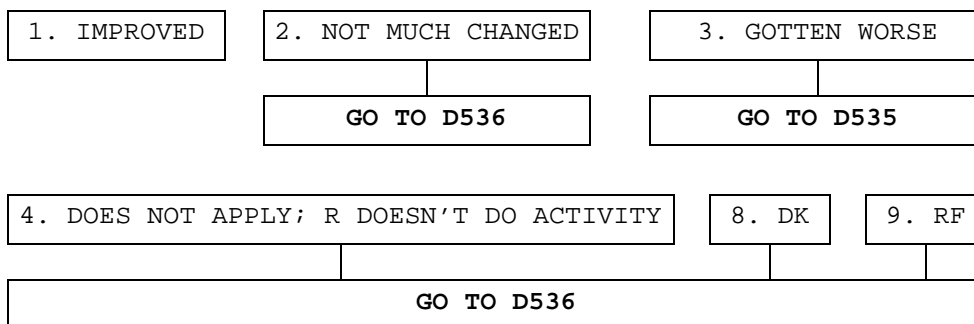 1. IMPROVED 2. NOT MUCH CHANGED 3. GOTTEN WORSE
GO TO D536 GO TO D535
4. DOES NOT APPLY; R DOESN'T DO ACTIVITY 8. DK 9. RF
GO TO D536